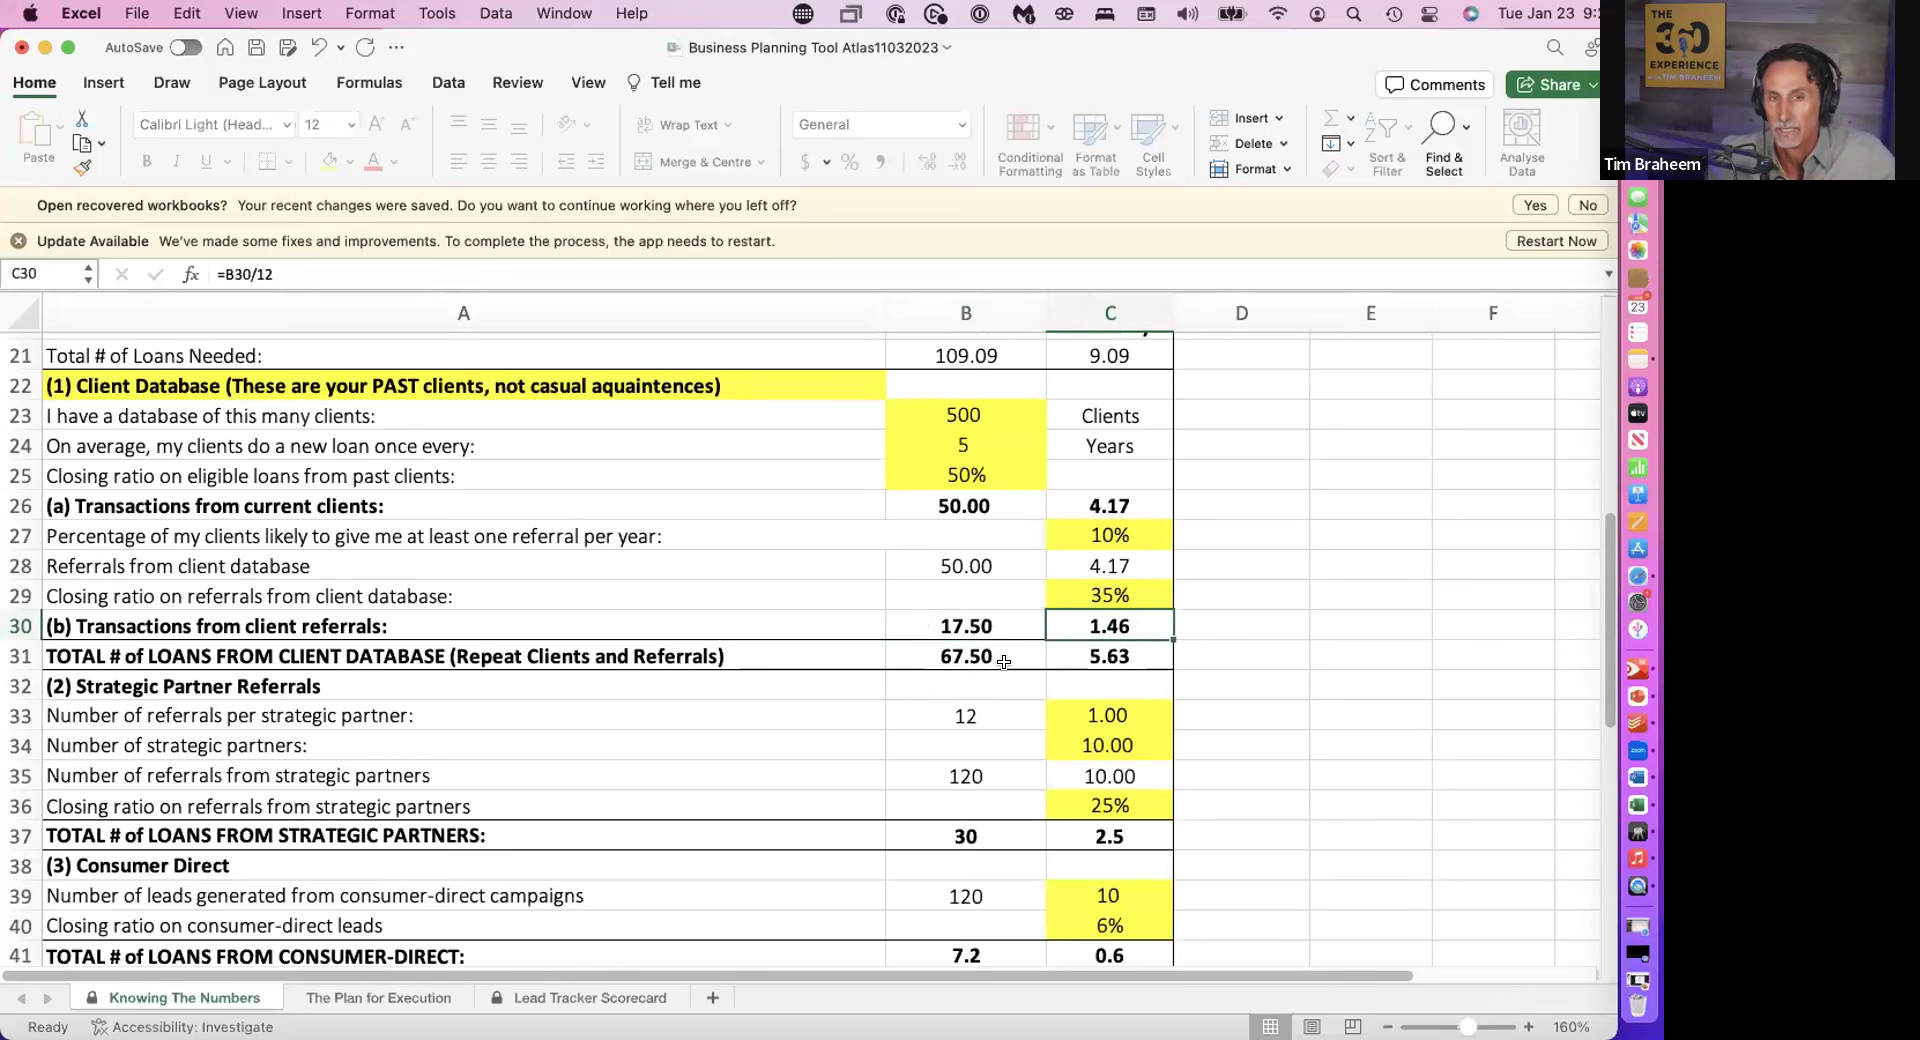 Excel File Edit View Insert Format Tools Data Window Help
Tue Jan 23 9:
AutoSave
Business Planning Tool Atlas11032023
Home Insert Draw Page Layout Formulas Data Review View Tell me
Comments Share
Paste
Calibri Light (Head... 12
Wrap Text
Merge & Centre
General
Conditional Formatting
Format as Table
Cell Styles
Insert
Delete
Format
Sort & Filter
Find & Select
Analyse Data
THE
360
EXPERIENCE
WITH TIM BRAHEEM
Tim Braheem
Open recovered workbooks? Your recent changes were saved. Do you want to continue working where you left off? Yes No
Update Available We've made some fixes and improvements. To complete the process, the app needs to restart. Restart Now
C30 fx =B30/12
A B C D E F
21 Total # of Loans Needed: 109.09 9.09
22 (1) Client Database (These are your PAST clients, not casual aquaintences)
23 I have a database of this many clients: 500 Clients
24 On average, my clients do a new loan once every: 5 Years
25 Closing ratio on eligible loans from past clients: 50%
26 (a) Transactions from current clients: 50.00 4.17
27 Percentage of my clients likely to give me at least one referral per year: 10%
28 Referrals from client database 50.00 4.17
29 Closing ratio on referrals from client database: 35%
30 (b) Transactions from client referrals: 17.50 1.46
31 TOTAL # of LOANS FROM CLIENT DATABASE (Repeat Clients and Referrals) 67.50 5.63
32 (2) Strategic Partner Referrals
33 Number of referrals per strategic partner: 12 1.00
34 Number of strategic partners: 10.00
35 Number of referrals from strategic partners 120 10.00
36 Closing ratio on referrals from strategic partners 25%
37 TOTAL # of LOANS FROM STRATEGIC PARTNERS: 30 2.5
38 (3) Consumer Direct
39 Number of leads generated from consumer-direct campaigns 120 10
40 Closing ratio on consumer-direct leads 6%
41 TOTAL # of LOANS FROM CONSUMER-DIRECT: 7.2 0.6
Knowing The Numbers The Plan for Execution Lead Tracker Scorecard
Ready Accessibility: Investigate 160%